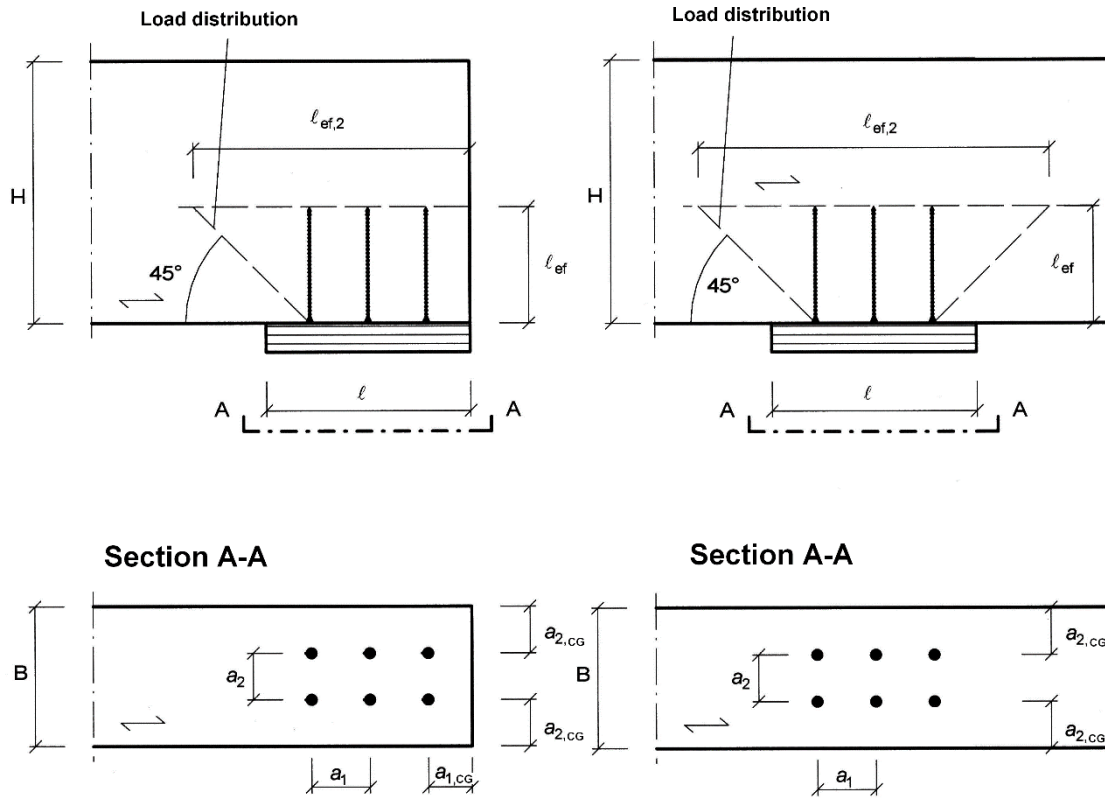 Load distribution
ℓef,2
H
45°
ℓef
ℓ
A A
Load distribution
ℓef,2
H
45°
ℓef
ℓ
A A
Section A-A
B
a2
a2,CG
a2,CG
a1
a1,CG
Section A-A
B
a2
a2,CG
a2,CG
a1